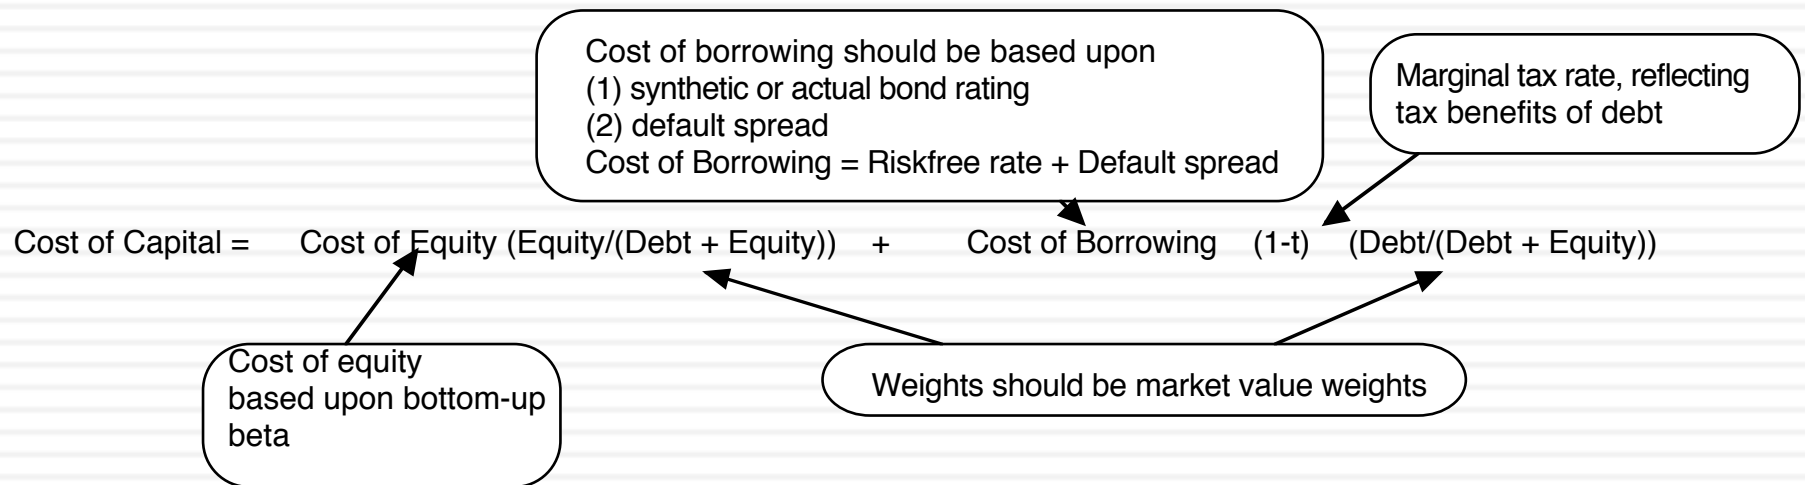 Cost of borrowing should be based upon
(1) synthetic or actual bond rating
(2) default spread
Cost of Borrowing = Riskfree rate + Default spread
Marginal tax rate, reflecting
tax benefits of debt
Cost of Capital = Cost of Equity (Equity/(Debt + Equity)) + Cost of Borrowing (1-t) (Debt/(Debt + Equity))
Cost of equity
based upon bottom-up
beta
Weights should be market value weights